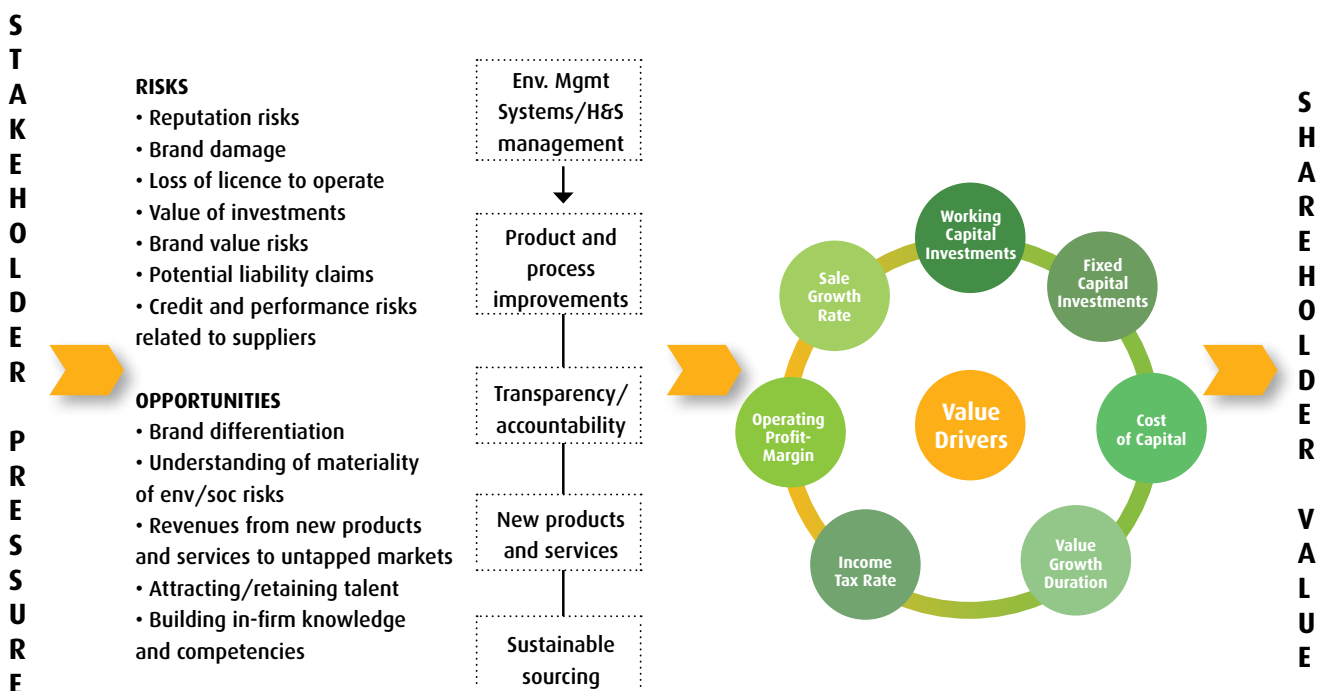 STAKEHOLDER PRESSURE
RISKS
• Reputation risks
• Brand damage
• Loss of licence to operate
• Value of investments
• Brand value risks
• Potential liability claims
• Credit and performance risks
related to suppliers
OPPORTUNITIES
• Brand differentiation
• Understanding of materiality
of env/soc risks
• Revenues from new products
and services to untapped markets
• Attracting/retaining talent
• Building in-firm knowledge
and competencies
Env. Mgmt
Systems/H&S
management
Product and
process
improvements
Transparency/
accountability
New products
and services
Sustainable
sourcing
Working
Capital
Investments
Fixed
Capital
Investments
Cost
of Capital
Value
Growth
Duration
Income
Tax Rate
Operating
Profit-
Margin
Sale
Growth
Rate
Value
Drivers
SHAREHOLDER VALUE